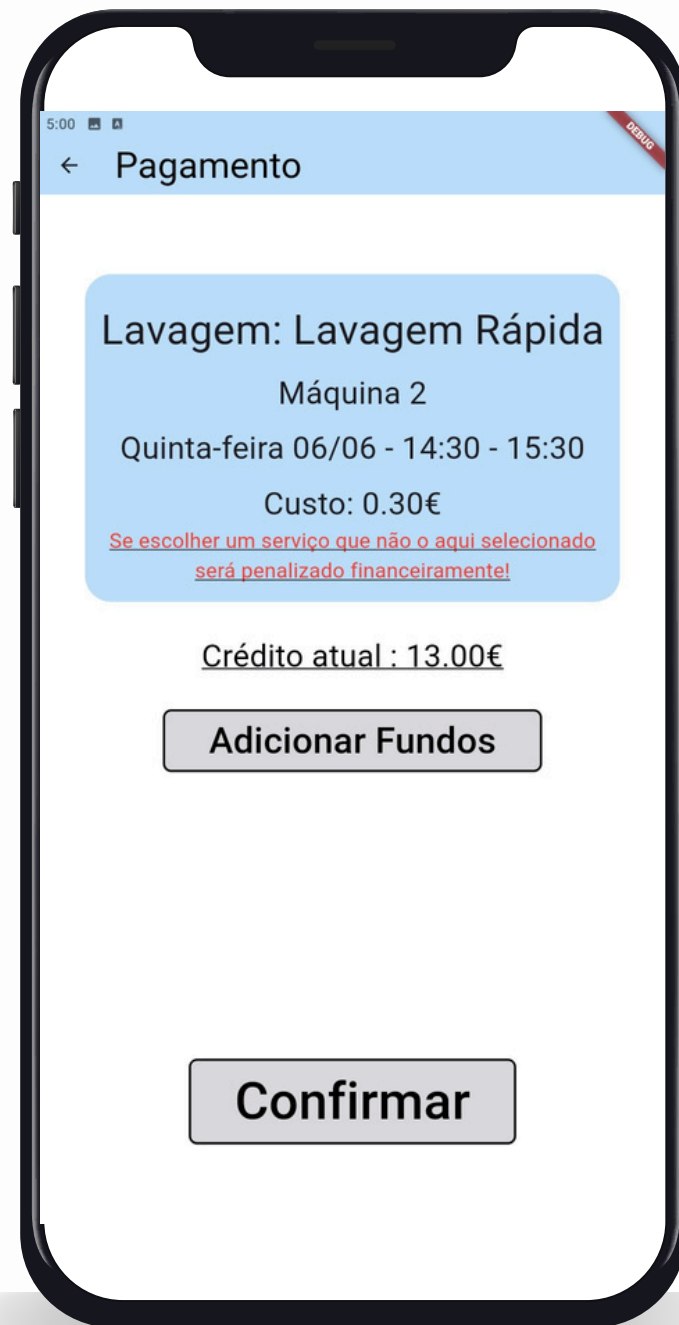 5:00
DEBUG
Pagamento
Lavagem: Lavagem Rápida
Máquina 2
Quinta-feira 06/06 - 14:30 - 15:30
Custo: 0.30€
Se escolher um serviço que não o aqui selecionado
será penalizado financeiramente!
Crédito atual : 13.00€
Adicionar Fundos
Confirmar